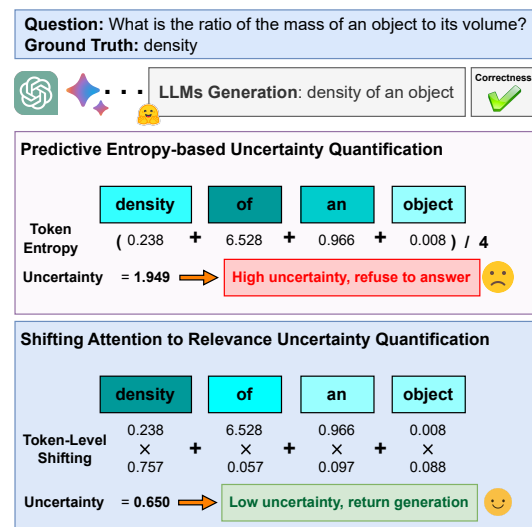 Question: What is the ratio of the mass of an object to its volume?
Ground Truth: density
LLMs Generation: density of an object
Correctness
Predictive Entropy-based Uncertainty Quantification
density of an object
Token Entropy ( 0.238 + 6.528 + 0.966 + 0.008 ) / 4
Uncertainty = 1.949 High uncertainty, refuse to answer
Shifting Attention to Relevance Uncertainty Quantification
density of an object
0.238 6.528 0.966 0.008
Token-Level Shifting × + × + × + ×
0.757 0.057 0.097 0.088
Uncertainty = 0.650 Low uncertainty, return generation